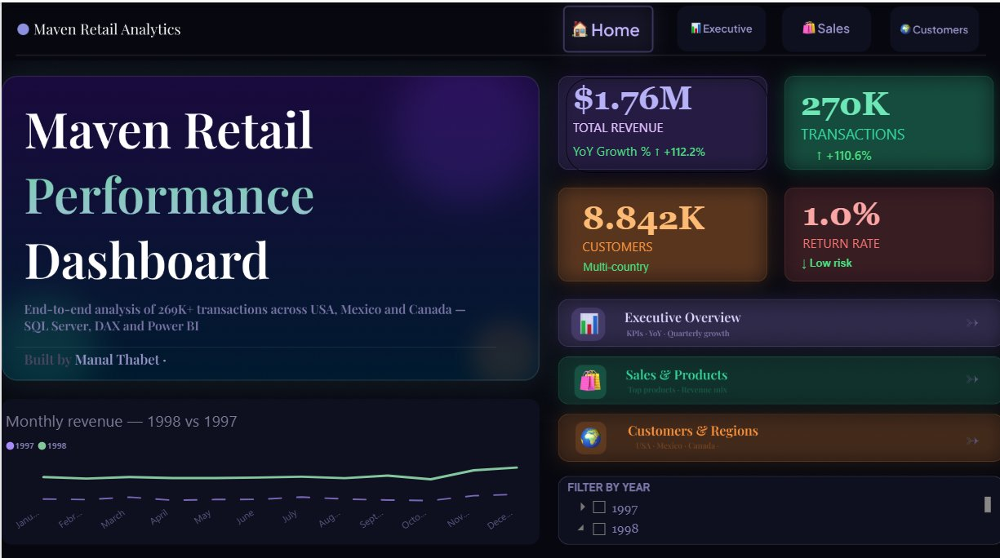 Maven Retail Analytics
Home
Executive
Sales
Customers
Maven Retail
Performance
Dashboard
End-to-end analysis of 269K+ transactions across USA, Mexico and Canada —
SQL Server, DAX and Power BI
Built by Manal Thabet ·
$1.76M
TOTAL REVENUE
YoY Growth % ↑ +112.2%
270K
TRANSACTIONS
↑ +110.6%
8.842K
CUSTOMERS
Multi-country
1.0%
RETURN RATE
↓ Low risk
Executive Overview
KPIs · YoY · Quarterly growth
Sales & Products
Top products · Revenue mix
Customers & Regions
USA · Mexico · Canada ·
Monthly revenue — 1998 vs 1997
1997 1998
Janu... Febr... March April May June July Aug... Sept... Octo... Nov... Dece...
FILTER BY YEAR
1997
1998